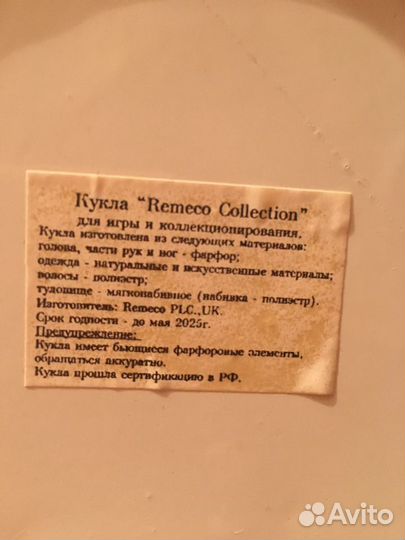 Кукла "Remeco Collection"
для игры и коллекционирования.
Кукла изготовлена из следующих материалов:
голова, части рук и ног - фарфор;
одежда - натуральные и искусственные материалы;
волосы - полиэстр;
туловище - мягконабивное (набивка - полиэстр).
Изготовитель: Remeco PLC.,UK.
Срок годности - до мая 2025г.
Предупреждение:
Кукла имеет бьющиеся фарфоровые элементы,
обращаться аккуратно.
Кукла прошла сертификацию в РФ.
Avito